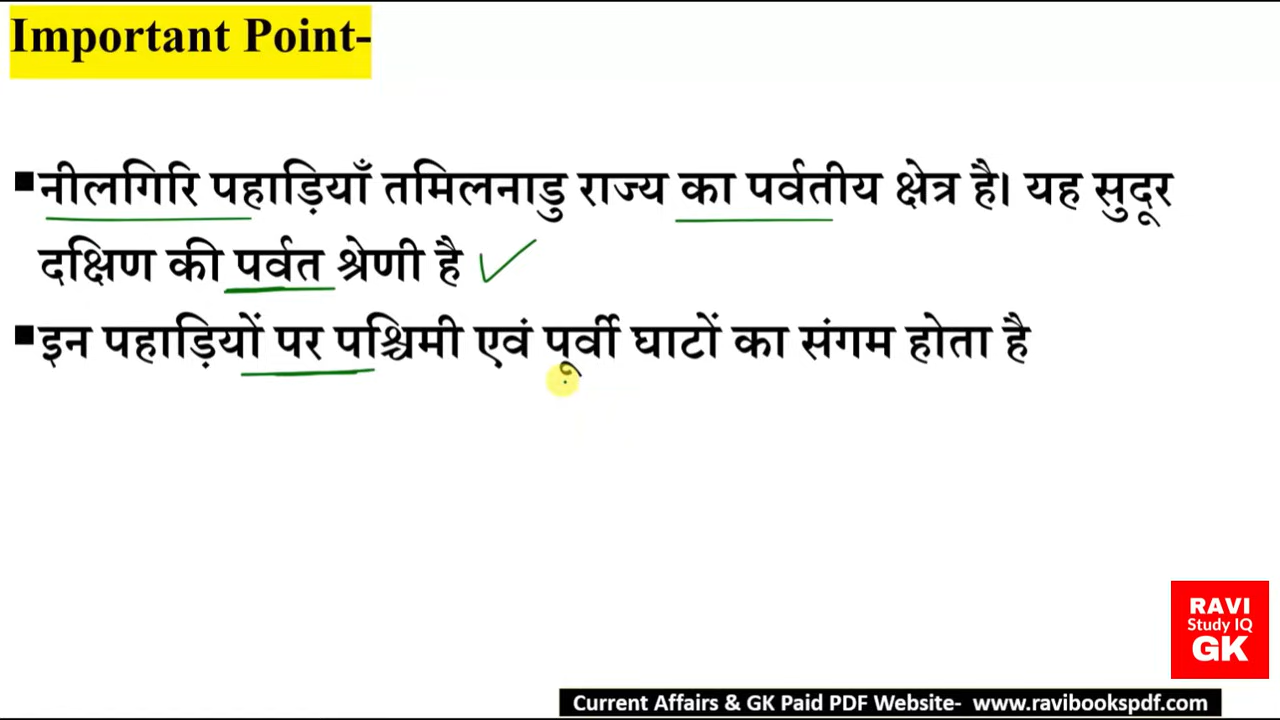 Important Point-
▪नीलगिरि पहाड़ियाँ तमिलनाडु राज्य का पर्वतीय क्षेत्र है। यह सुदूर
दक्षिण की पर्वत श्रेणी है
▪इन पहाड़ियों पर पश्चिमी एवं पूर्वी घाटों का संगम होता है
RAVI
Study IQ
GK
Current Affairs & GK Paid PDF Website- www.ravibookspdf.com